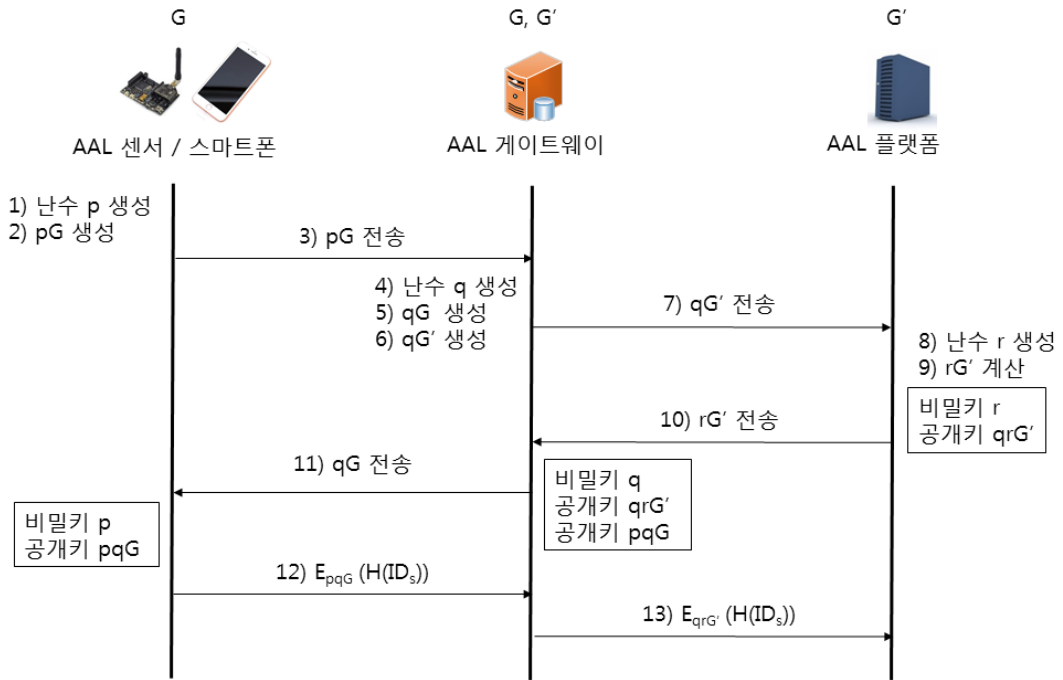 G
G, G′
G′
AAL 센서 / 스마트폰
AAL 게이트웨이
AAL 플랫폼
1) 난수 p 생성
2) pG 생성
3) pG 전송
4) 난수 q 생성
5) qG 생성
6) qG′ 생성
7) qG′ 전송
8) 난수 r 생성
9) rG′ 계산
비밀키 r
공개키 qrG′
10) rG′ 전송
11) qG 전송
비밀키 q
공개키 qrG′
공개키 pqG
비밀키 p
공개키 pqG
12) E_pqG (H(ID_s))
13) E_qrG′ (H(ID_s))